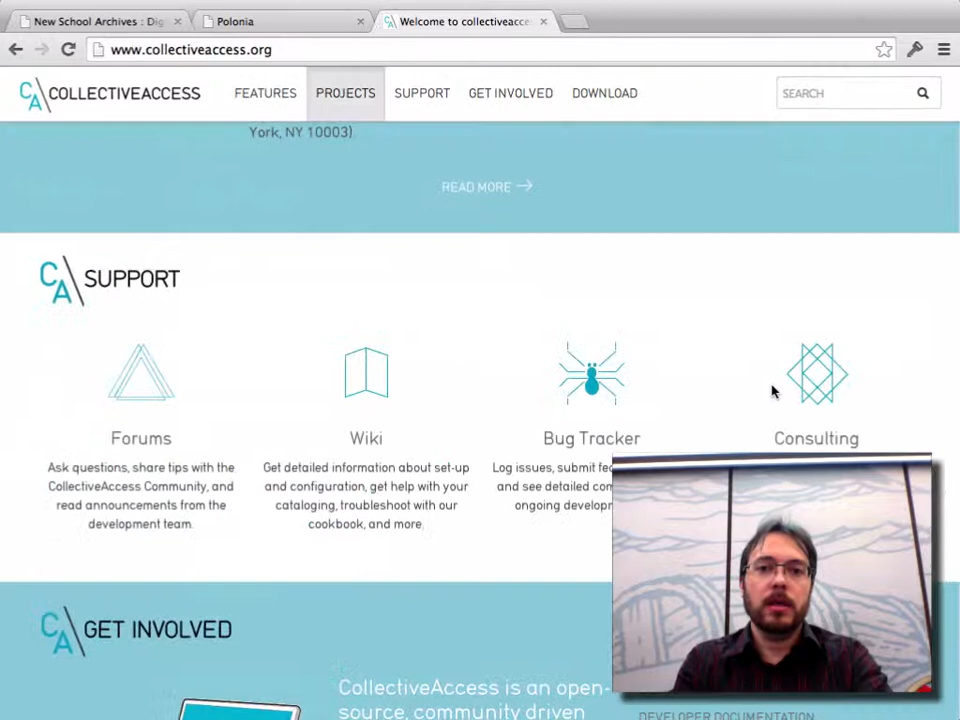 New School Archives : Dig
Polonia
Welcome to collectiveacce
www.collectiveaccess.org
CA COLLECTIVEACCESS
FEATURES
PROJECTS
SUPPORT
GET INVOLVED
DOWNLOAD
SEARCH
York, NY 10003)
READ MORE →
CA SUPPORT
Forums
Ask questions, share tips with the
CollectiveAccess Community, and
read announcements from the
development team.
Wiki
Get detailed information about set-up
and configuration, get help with your
cataloging, troubleshoot with our
cookbook, and more.
Bug Tracker
Log issues, submit fe
and see detailed com
ongoing develop
Consulting
CA GET INVOLVED
CollectiveAccess is an open-
source, community driven
DEVELOPER DOCUMENTATION